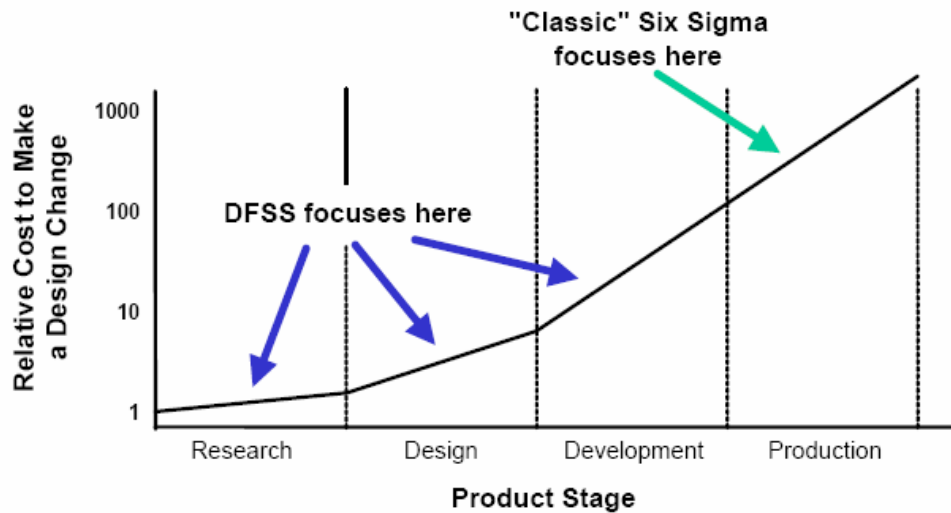 "Classic" Six Sigma
focuses here
Relative Cost to Make
a Design Change
1000
100
10
1
DFSS focuses here
Research
Design
Development
Production
Product Stage